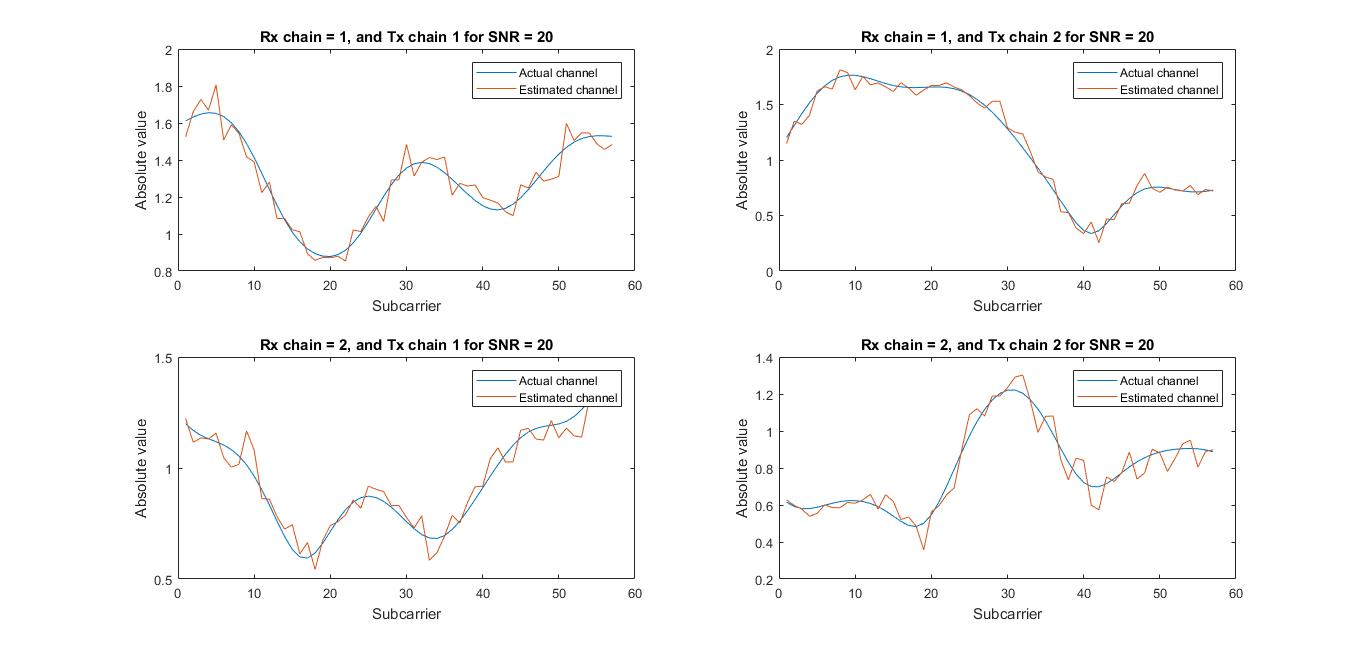 Rx chain = 1, and Tx chain 1 for SNR = 20
2
1.8
1.6
1.4
1.2
1
0.8
Absolute value
Actual channel
Estimated channel
0 10 20 30 40 50 60
Subcarrier
Rx chain = 1, and Tx chain 2 for SNR = 20
2
1.5
1
0.5
0
Absolute value
Actual channel
Estimated channel
0 10 20 30 40 50 60
Subcarrier
Rx chain = 2, and Tx chain 1 for SNR = 20
1.5
1
0.5
Absolute value
Actual channel
Estimated channel
0 10 20 30 40 50 60
Subcarrier
Rx chain = 2, and Tx chain 2 for SNR = 20
1.4
1.2
1
0.8
0.6
0.4
0.2
Absolute value
Actual channel
Estimated channel
0 10 20 30 40 50 60
Subcarrier